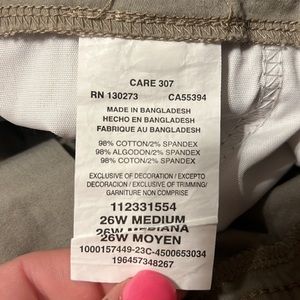 CARE 307
RN 130273 CA55394
MADE IN BANGLADESH
HECHO EN BANGLADESH
FABRIQUE AU BANGLADESH
98% COTTON/2% SPANDEX
98% ALGODON/2% SPANDEX
98% COTON/2% SPANDEX
EXCLUSIVE OF DECORATION / EXCEPTO
DECORACION / EXCLUSIVE OF TRIMMING/
GARNITURE NON COMPRISE
112331554
26W MEDIUM
26W MEDIANA
26W MOYEN
1000157449-23C-4500653034
196457348267